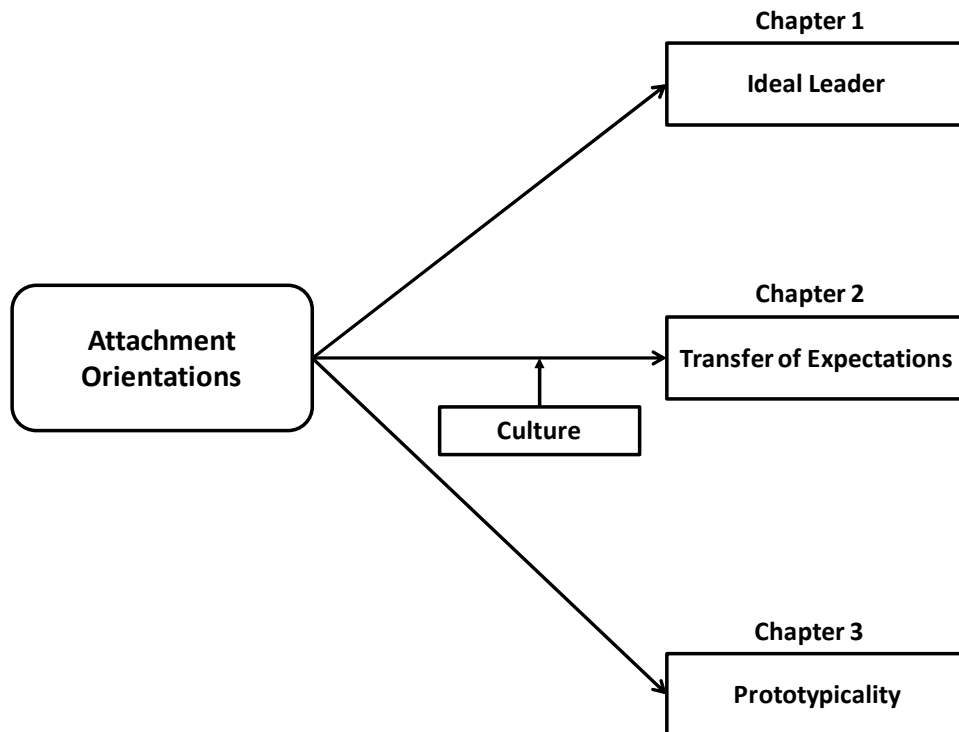 Chapter 1
Ideal Leader
Chapter 2
Attachment
Orientations
Transfer of Expectations
Culture
Chapter 3
Prototypicality